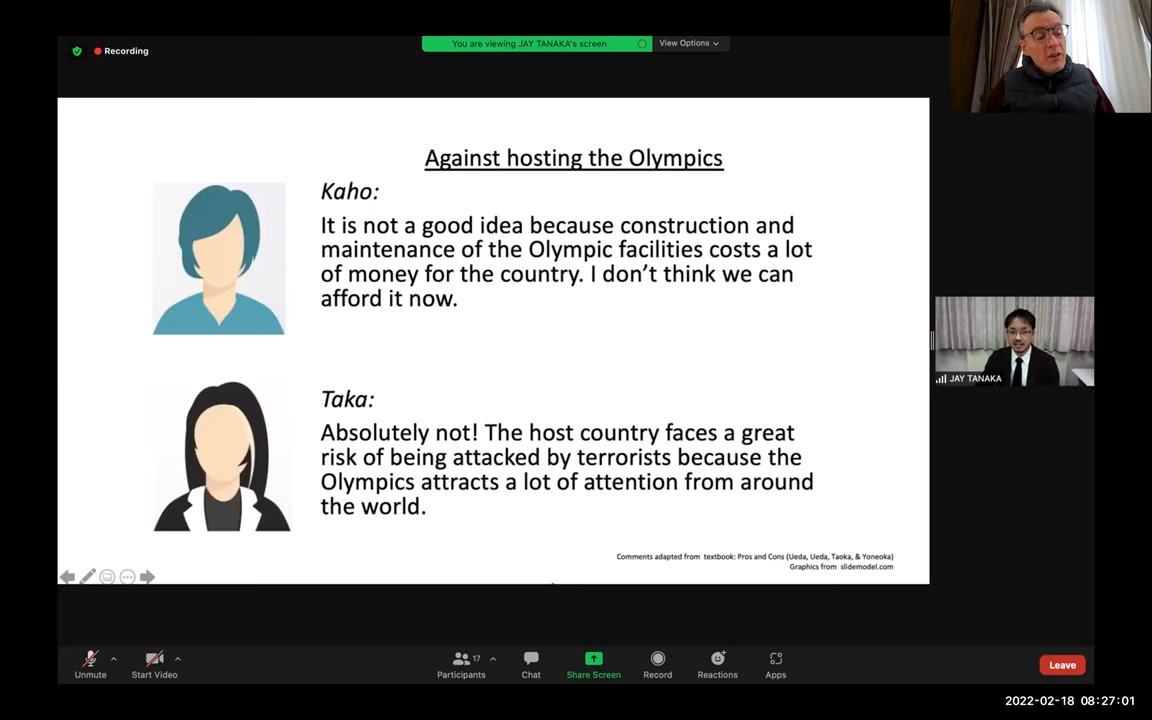 Recording
You are viewing JAY TANAKA's screen
View Options
Against hosting the Olympics
Kaho:
It is not a good idea because construction and
maintenance of the Olympic facilities costs a lot
of money for the country. I don't think we can
afford it now.
JAY TANAKA
Taka:
Absolutely not! The host country faces a great
risk of being attacked by terrorists because the
Olympics attracts a lot of attention from around
the world.
Comments adapted from textbook: Pros and Cons (Ueda, Ueda, Taoka, & Yoneoka)
Graphics from slidemodel.com
Unmute
Start Video
Participants
17
Chat
Share Screen
Record
Reactions
Apps
Leave
2022-02-18 08:27:01